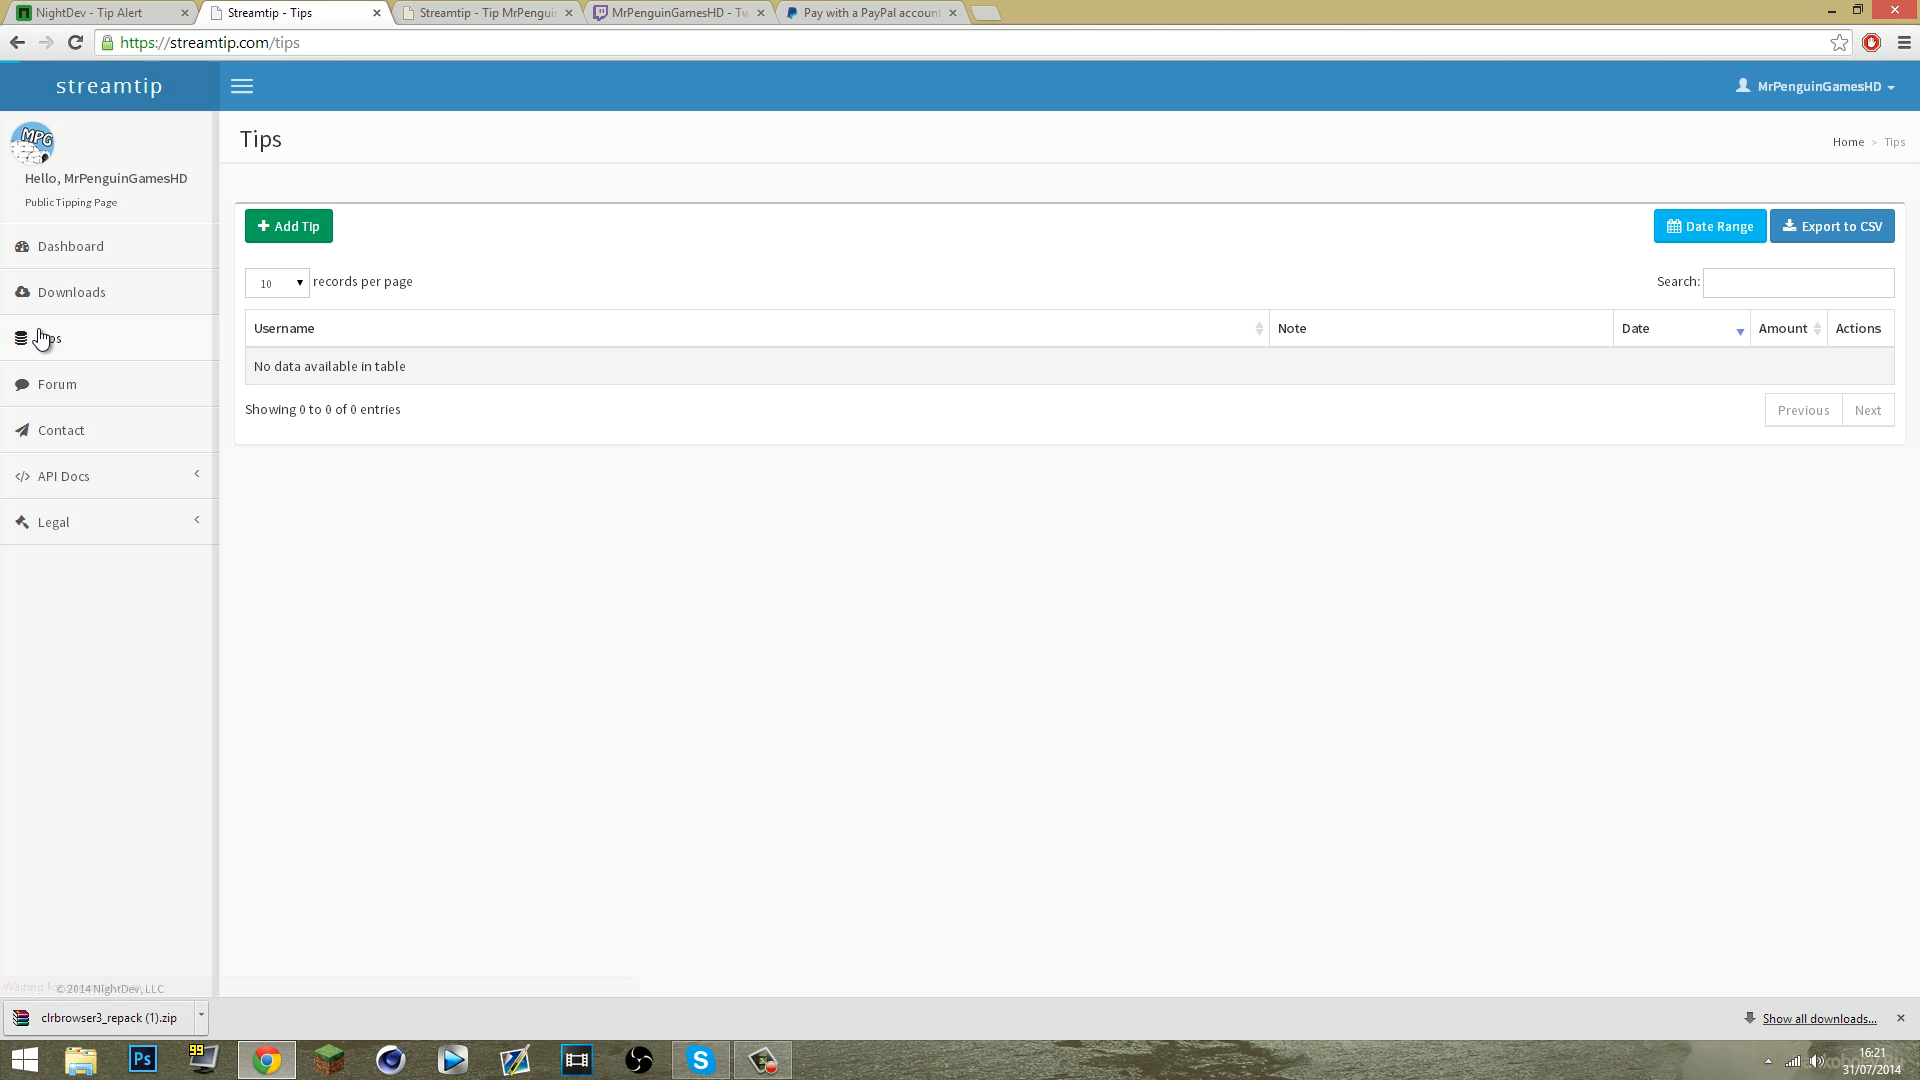 NightDev - Tip Alert
Streamtip - Tips
Streamtip - Tip MrPengui
MrPenguinGamesHD - Tw
Pay with a PayPal account
https://streamtip.com/tips
streamtip
MrPenguinGamesHD
MPG
Hello, MrPenguinGamesHD
Public Tipping Page
Tips
Home > Tips
Dashboard
Downloads
Forum
Contact
API Docs
Legal
+ Add Tip
Date Range
Export to CSV
10 records per page
Search:
Username
Note
Date
Amount
Actions
No data available in table
Showing 0 to 0 of 0 entries
Previous
Next
© 2014 NightDev, LLC
clrbrowser3_repack (1).zip
Show all downloads...
Ps
99
S
16:21
31/07/2014